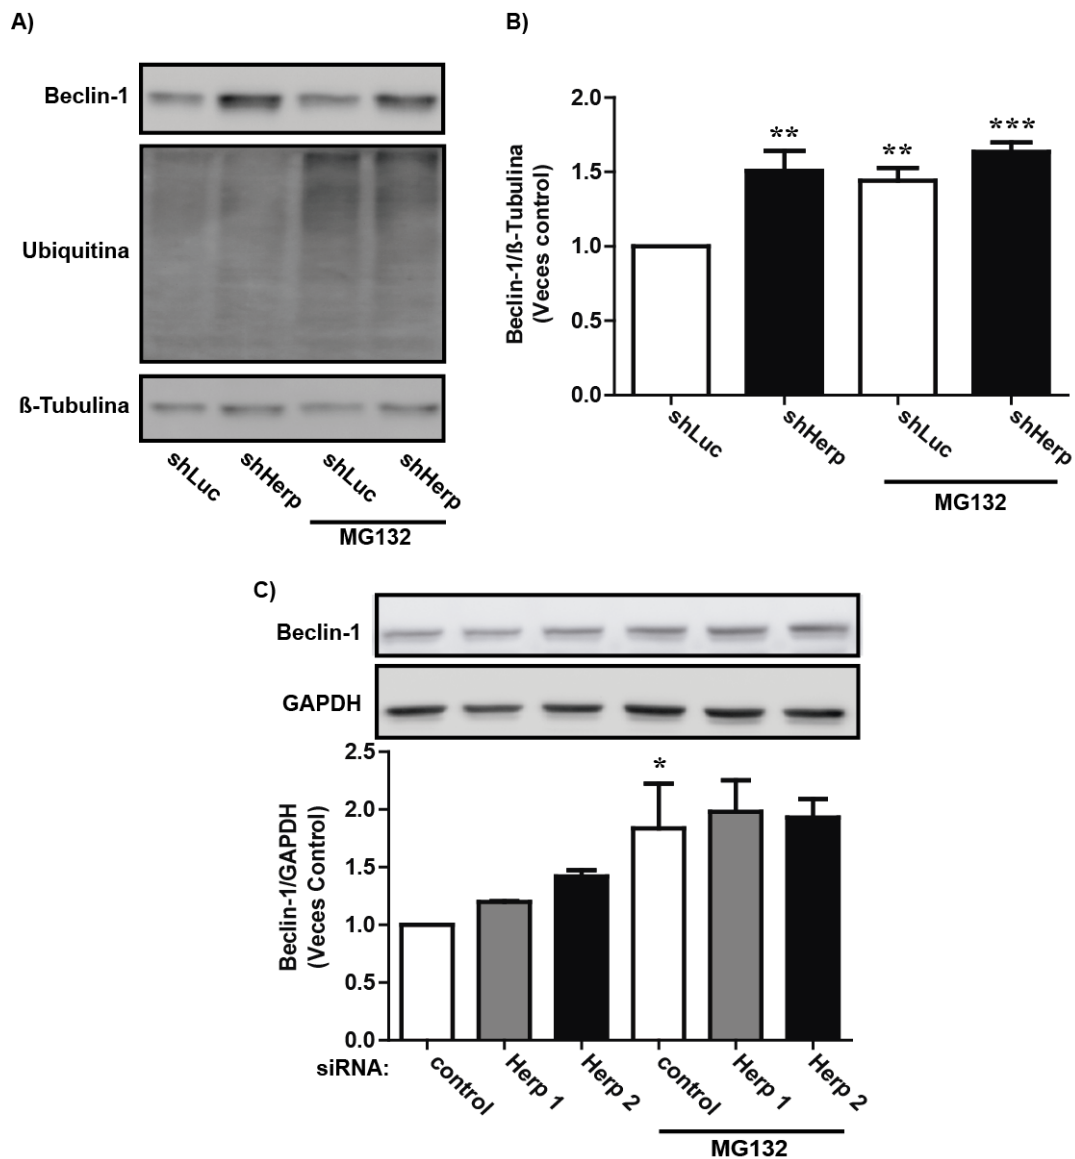 A)
Beclin-1
Ubiquitina
ß-Tubulina
shLuc
shHerp
shLuc
shHerp
MG132
B)
Beclin-1/ß-Tubulina
(Veces control)
2.0
1.5
1.0
0.5
0.0
**
**
***
shLuc
shHerp
shLuc
shHerp
MG132
C)
Beclin-1
GAPDH
Beclin-1/GAPDH
(Veces Control)
2.5
2.0
1.5
1.0
0.5
0.0
*
siRNA:
control
Herp 1
Herp 2
control
Herp 1
Herp 2
MG132